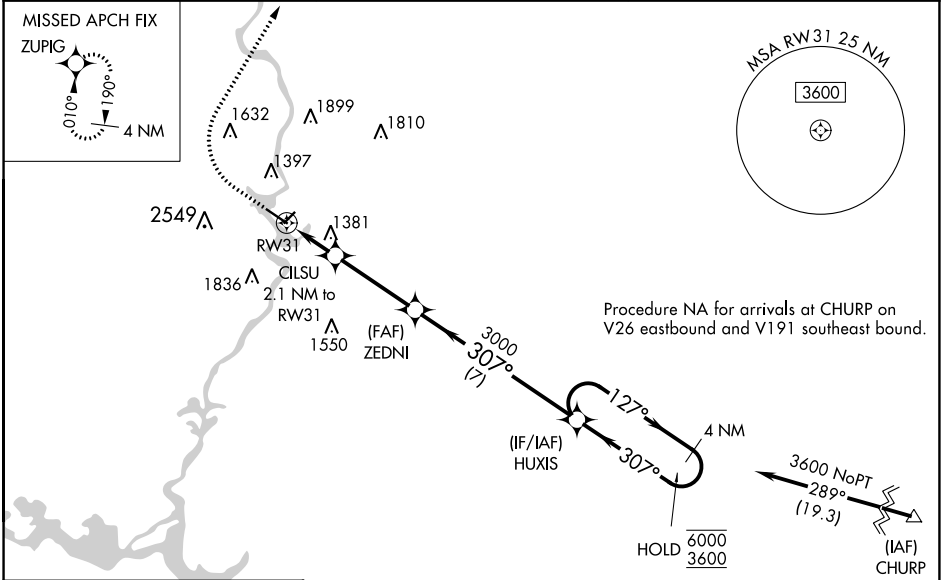 MISSED APCH FIX
ZUPIG
010°
190°
4 NM
MSA RW31 25 NM
3600
1632
1899
1810
1397
2549
1381
RW31
1836
CILSU
2.1 NM to
RW31
1550
(FAF)
ZEDNI
Procedure NA for arrivals at CHURP on
V26 eastbound and V191 southeast bound.
3000
307°
(7)
127°
4 NM
(IF/IAF)
HUXIS
307°
3600 NoPT
289°
(19.3)
HOLD 6000
3600
(IAF)
CHURP